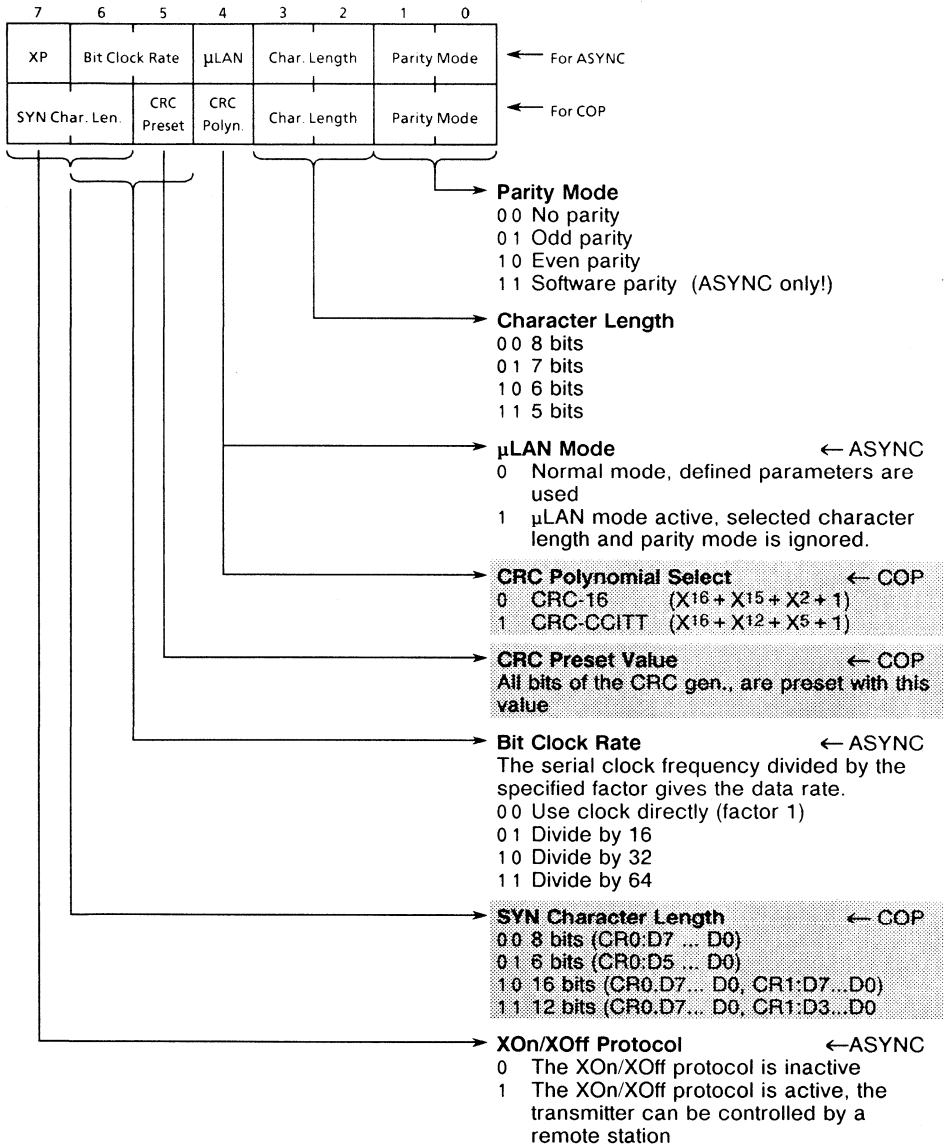 7 6 5 4 3 2 1 0
XP Bit Clock Rate µLAN Char. Length Parity Mode ← For ASYNC
SYN Char. Len. CRC Preset CRC Polyn. Char. Length Parity Mode ← For COP
Parity Mode
0 0 No parity
0 1 Odd parity
1 0 Even parity
1 1 Software parity (ASYNC only!)
Character Length
0 0 8 bits
0 1 7 bits
1 0 6 bits
1 1 5 bits
µLAN Mode ← ASYNC
0 Normal mode, defined parameters are
used
1 µLAN mode active, selected character
length and parity mode is ignored.
CRC Polynomial Select ← COP
0 CRC-16 (X16 + X15 + X2 + 1)
1 CRC-CCITT (X16 + X12 + X5 + 1)
CRC Preset Value ← COP
All bits of the CRC gen., are preset with this
value
Bit Clock Rate ← ASYNC
The serial clock frequency divided by the
specified factor gives the data rate.
0 0 Use clock directly (factor 1)
0 1 Divide by 16
1 0 Divide by 32
1 1 Divide by 64
SYN Character Length ← COP
0 0 8 bits (CR0:D7 ... D0)
0 1 6 bits (CR0:D5 ... D0)
1 0 16 bits (CR0.D7... D0, CR1:D7...D0)
1 1 12 bits (CR0.D7... D0, CR1:D3...D0
XOn/XOff Protocol ←ASYNC
0 The XOn/XOff protocol is inactive
1 The XOn/XOff protocol is active, the
transmitter can be controlled by a
remote station